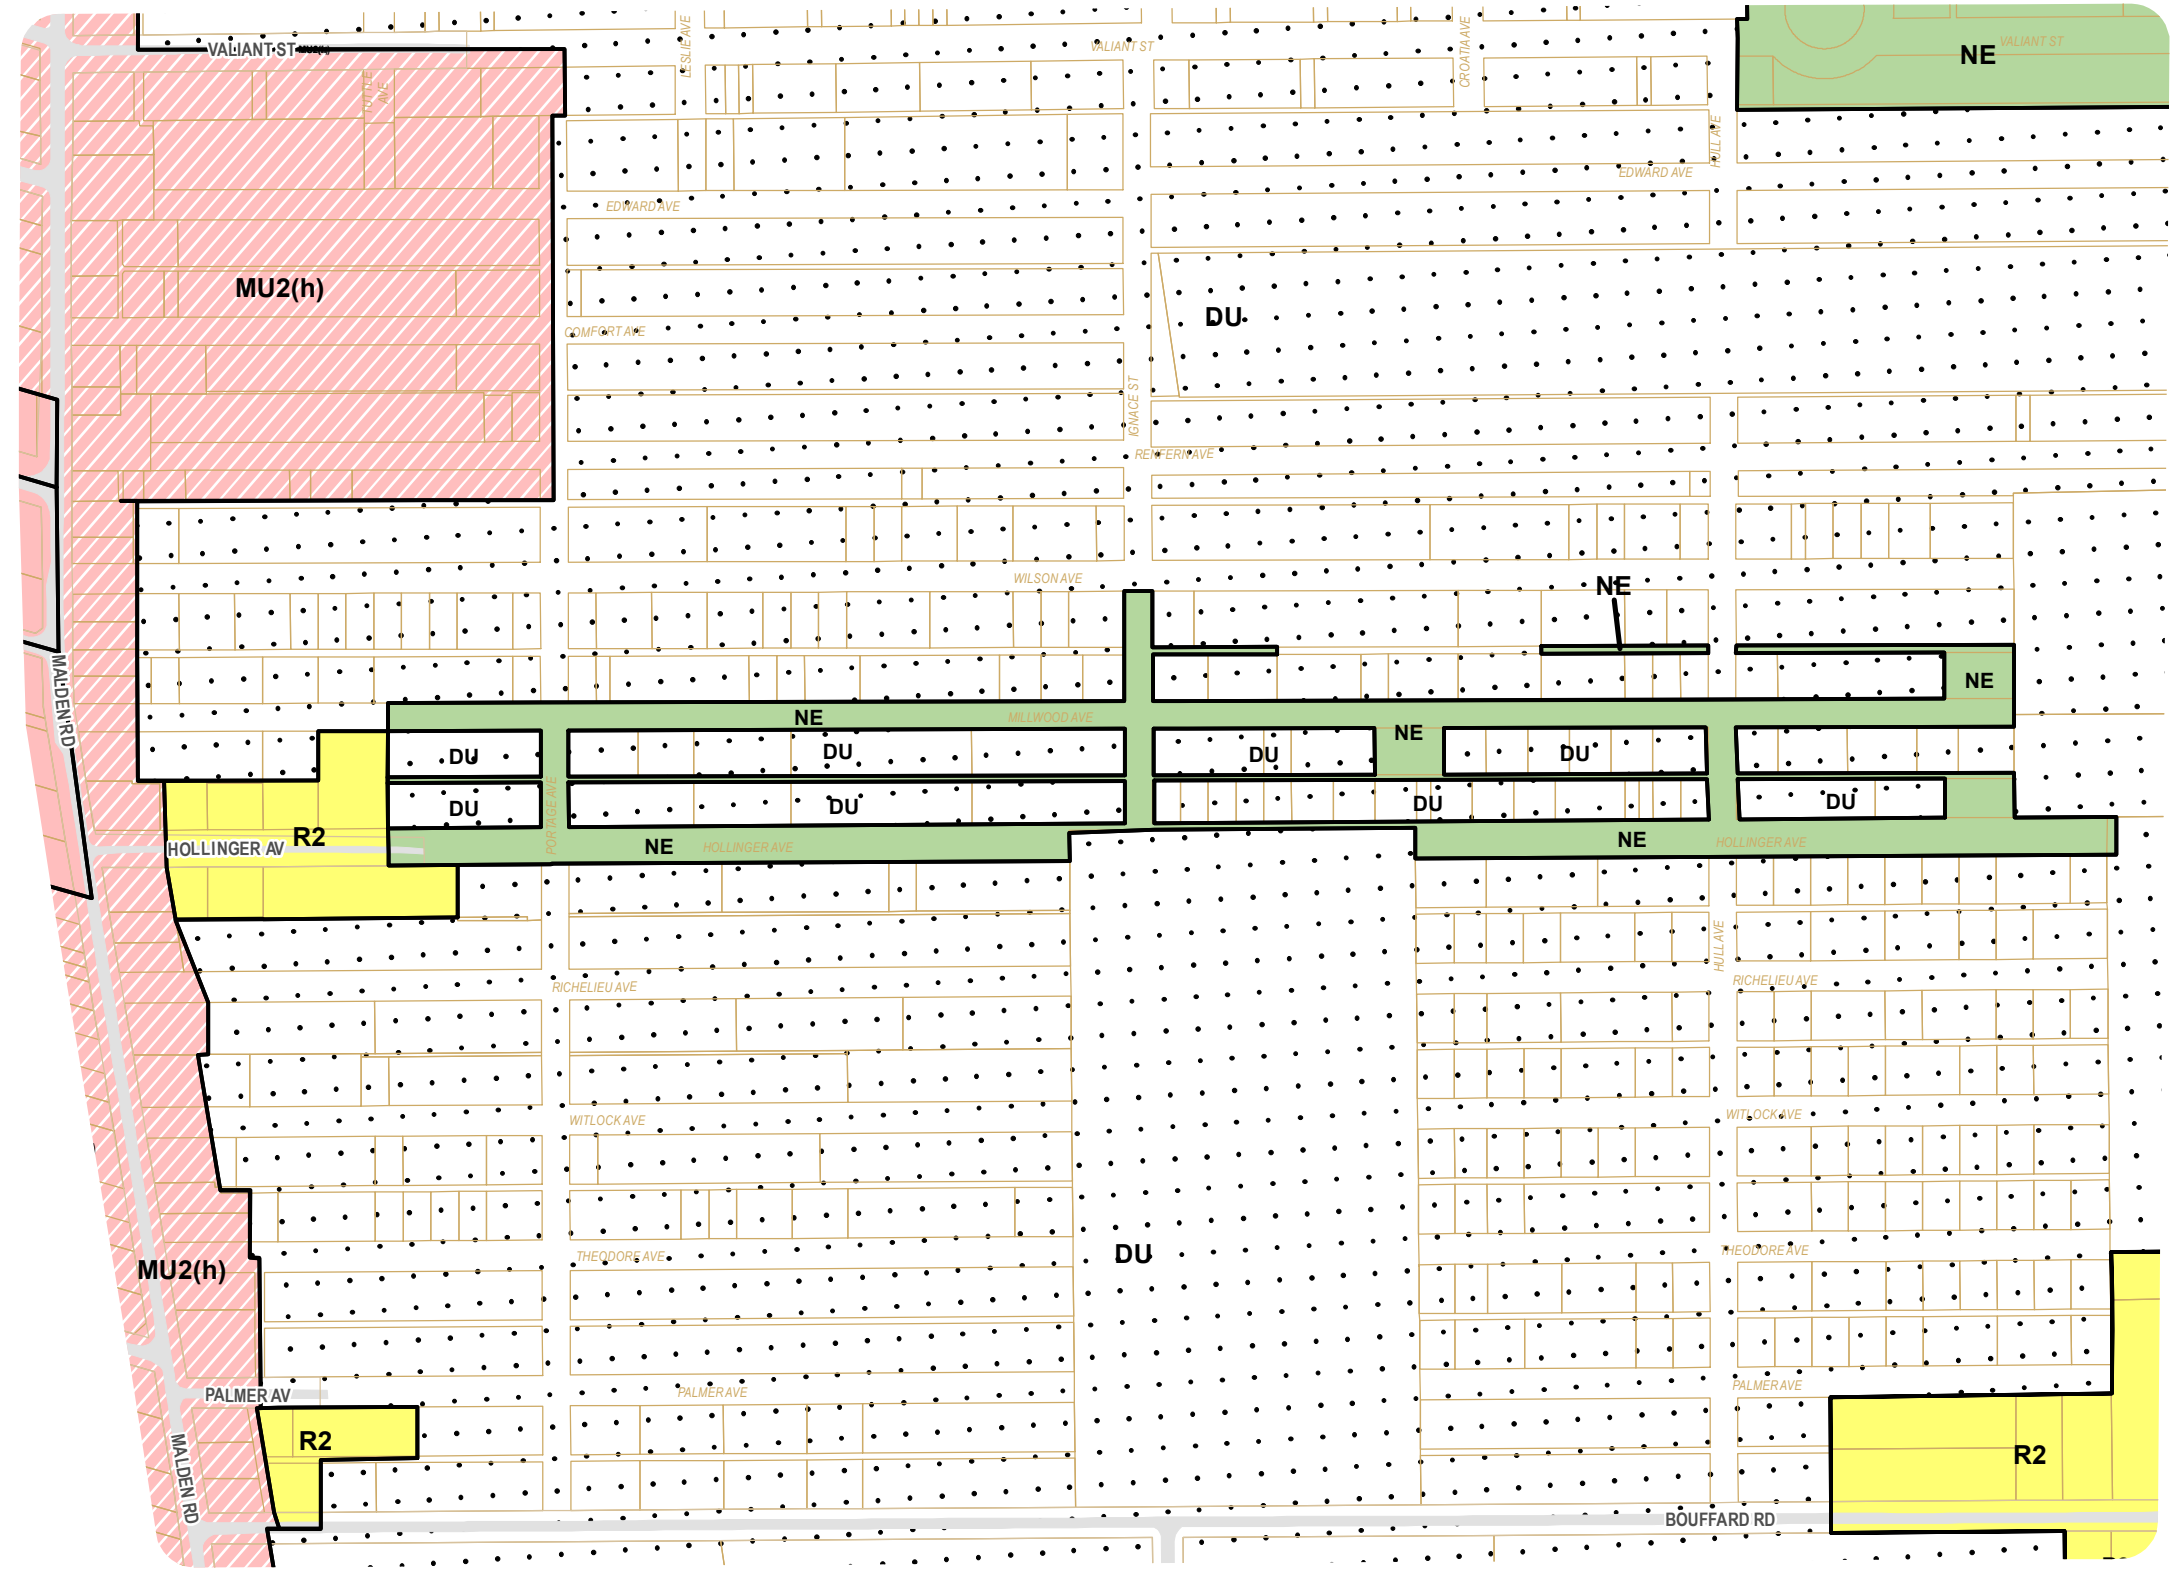 LESLIE AVE
CROATIA AVE
VALIANT ST
MU2(h)
VALIANT ST
VALIANT ST
NE
TUTTLE
AVE
HULL AVE
EDWARD AVE
EDWARD AVE
MU2(h)
DU
COMFORT AVE
IGNACE ST
RENFERN AVE
WILSON AVE
NE
MALDEN RD
NE
NE
MILLWOOD AVE
NE
DU
DU
DU
DU
PORTAGE AVE
DU
DU
DU
DU
R2
HOLLINGER AV
NE
HOLLINGER AVE
NE
HOLLINGER AVE
HULL AVE
RICHELIEU AVE
RICHELIEU AVE
WITLOCK AVE
WITLOCK AVE
THEODORE AVE
DU
THEODORE AVE
MU2(h)
PALMER AV
PALMER AVE
PALMER AVE
R2
R2
MALDEN RD
BOUFFARD RD